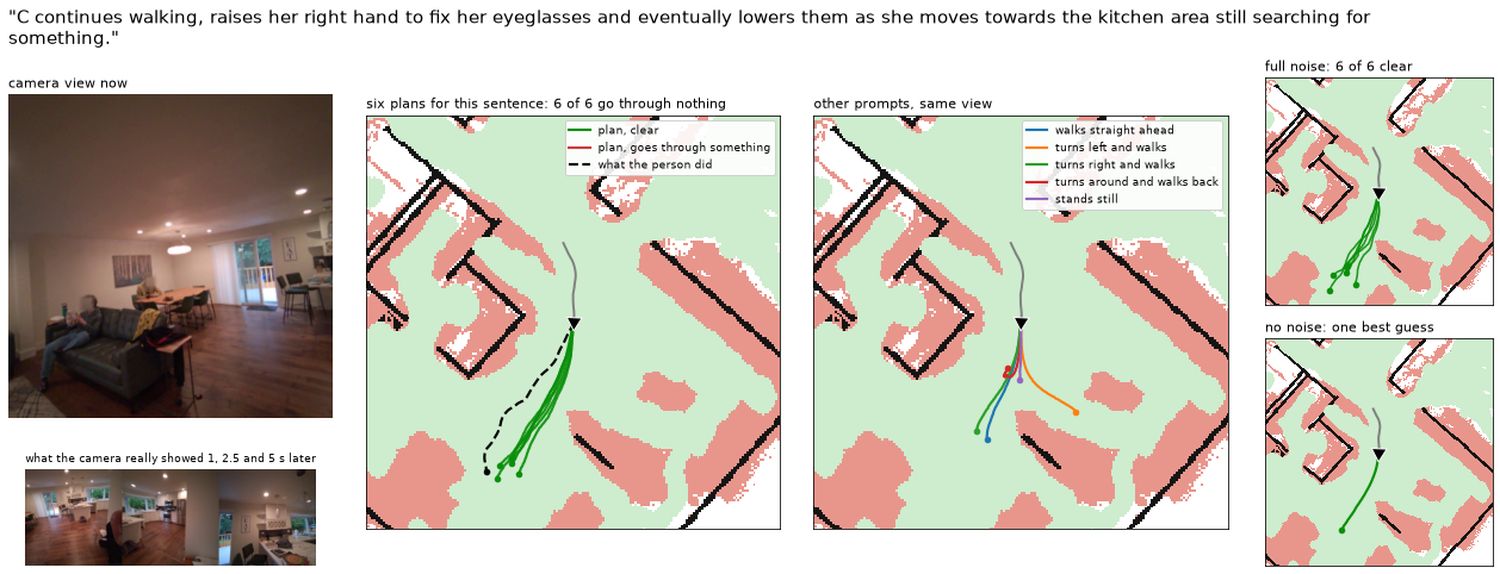 "C continues walking, raises her right hand to fix her eyeglasses and eventually lowers them as she moves towards the kitchen area still searching for
something."
camera view now
what the camera really showed 1, 2.5 and 5 s later
six plans for this sentence: 6 of 6 go through nothing
plan, clear
plan, goes through something
what the person did
other prompts, same view
walks straight ahead
turns left and walks
turns right and walks
turns around and walks back
stands still
full noise: 6 of 6 clear
no noise: one best guess